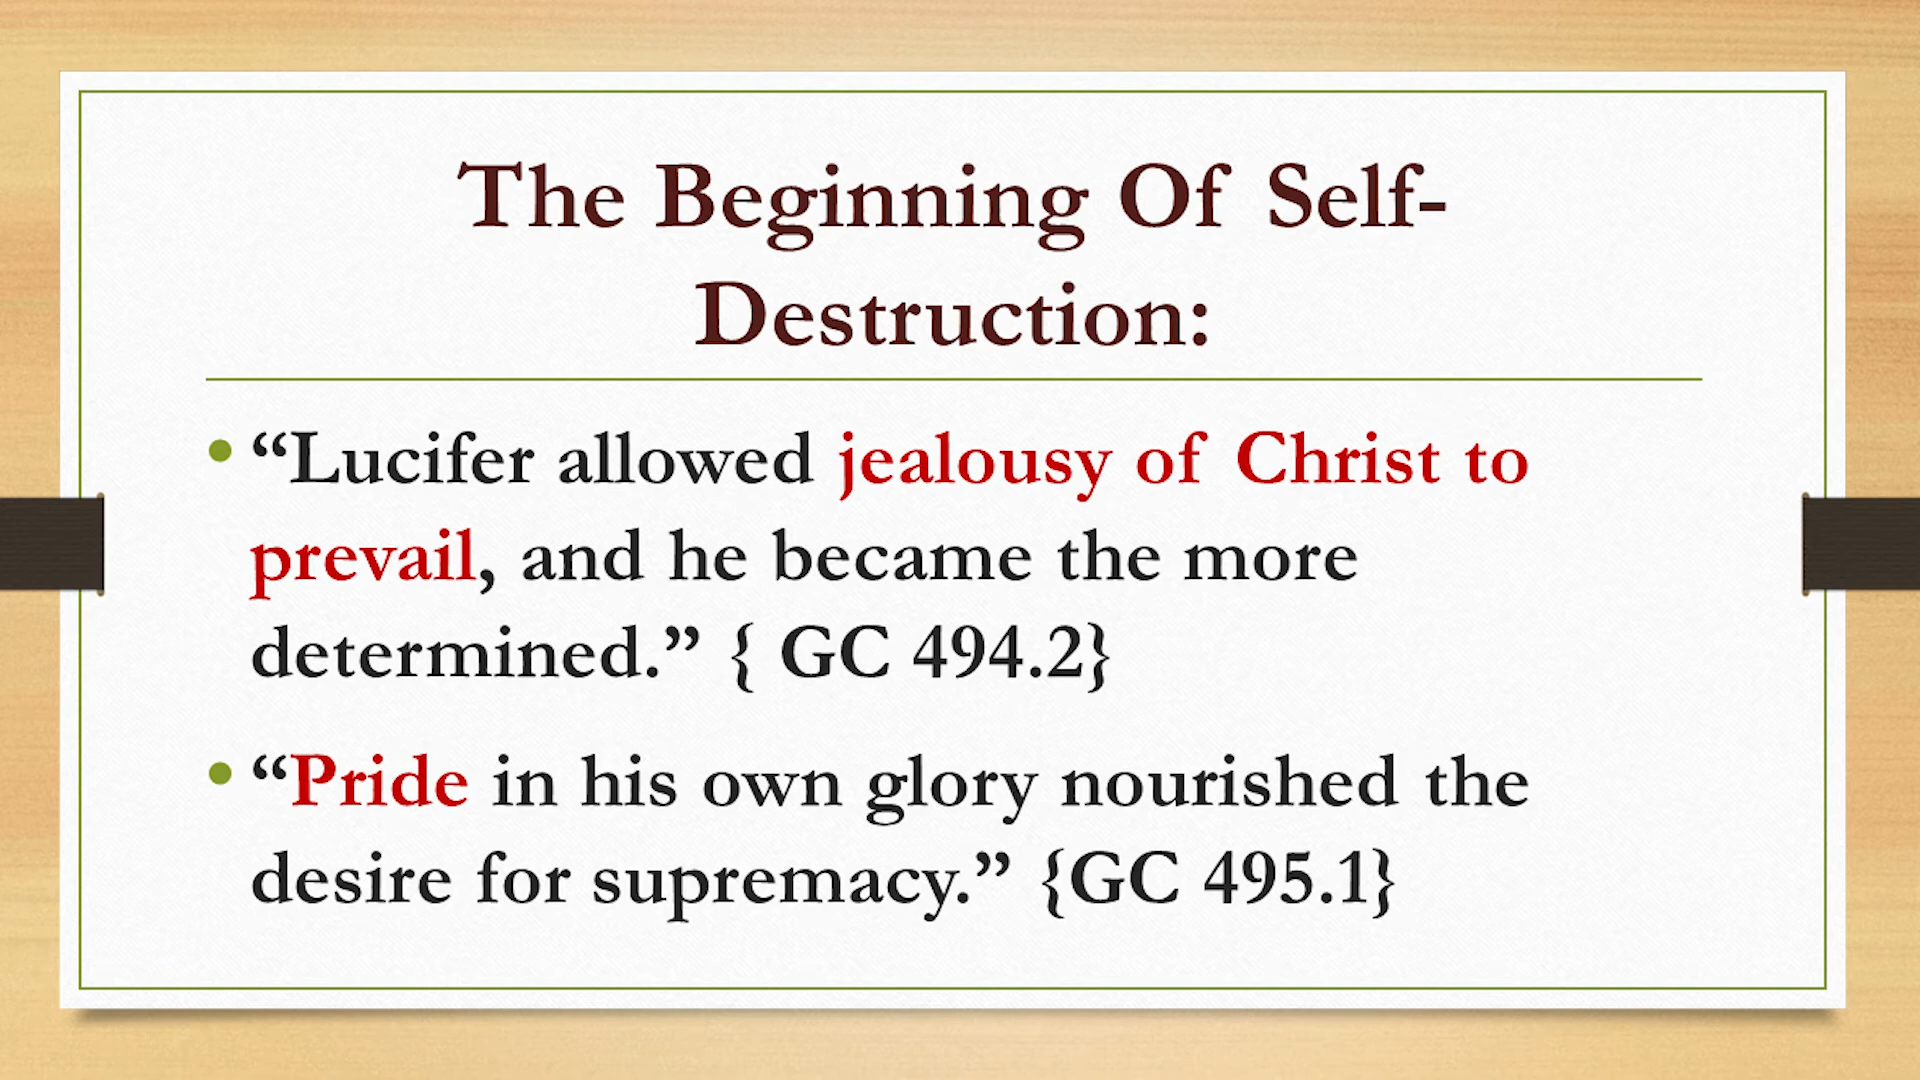 The Beginning Of Self-
Destruction:
• “Lucifer allowed jealousy of Christ to
prevail, and he became the more
determined.” { GC 494.2}
• “Pride in his own glory nourished the
desire for supremacy.” {GC 495.1}